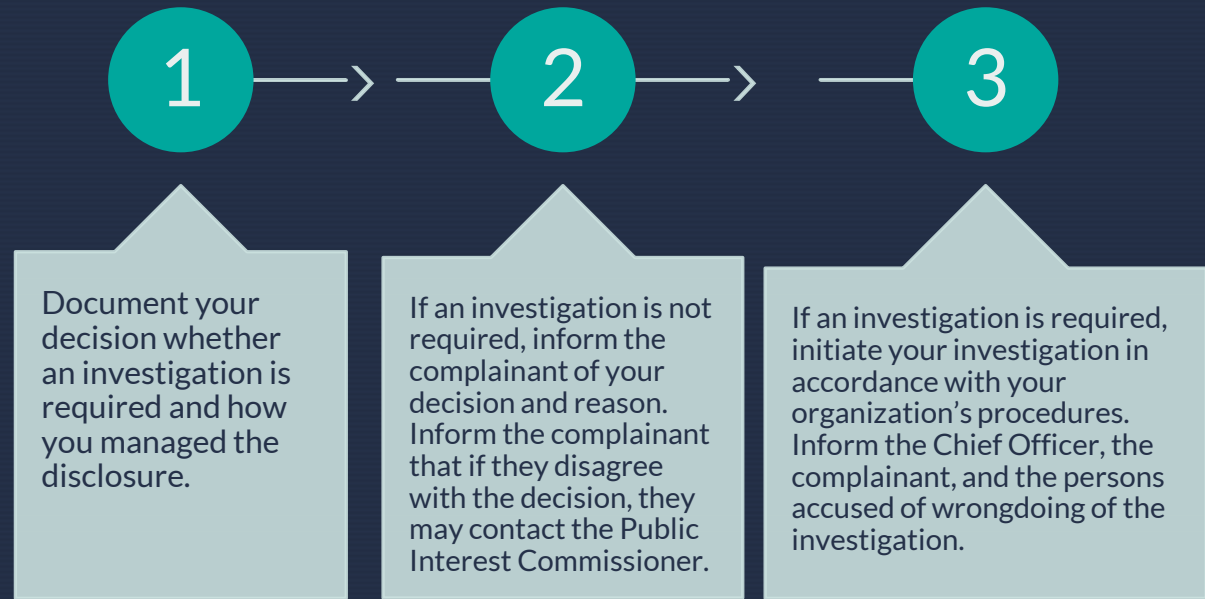 1
2
3
Document your
decision whether
an investigation is
required and how
you managed the
disclosure.
If an investigation is not
required, inform the
complainant of your
decision and reason.
Inform the complainant
that if they disagree
with the decision, they
may contact the Public
Interest Commissioner.
If an investigation is required,
initiate your investigation in
accordance with your
organization’s procedures.
Inform the Chief Officer, the
complainant, and the persons
accused of wrongdoing of the
investigation.